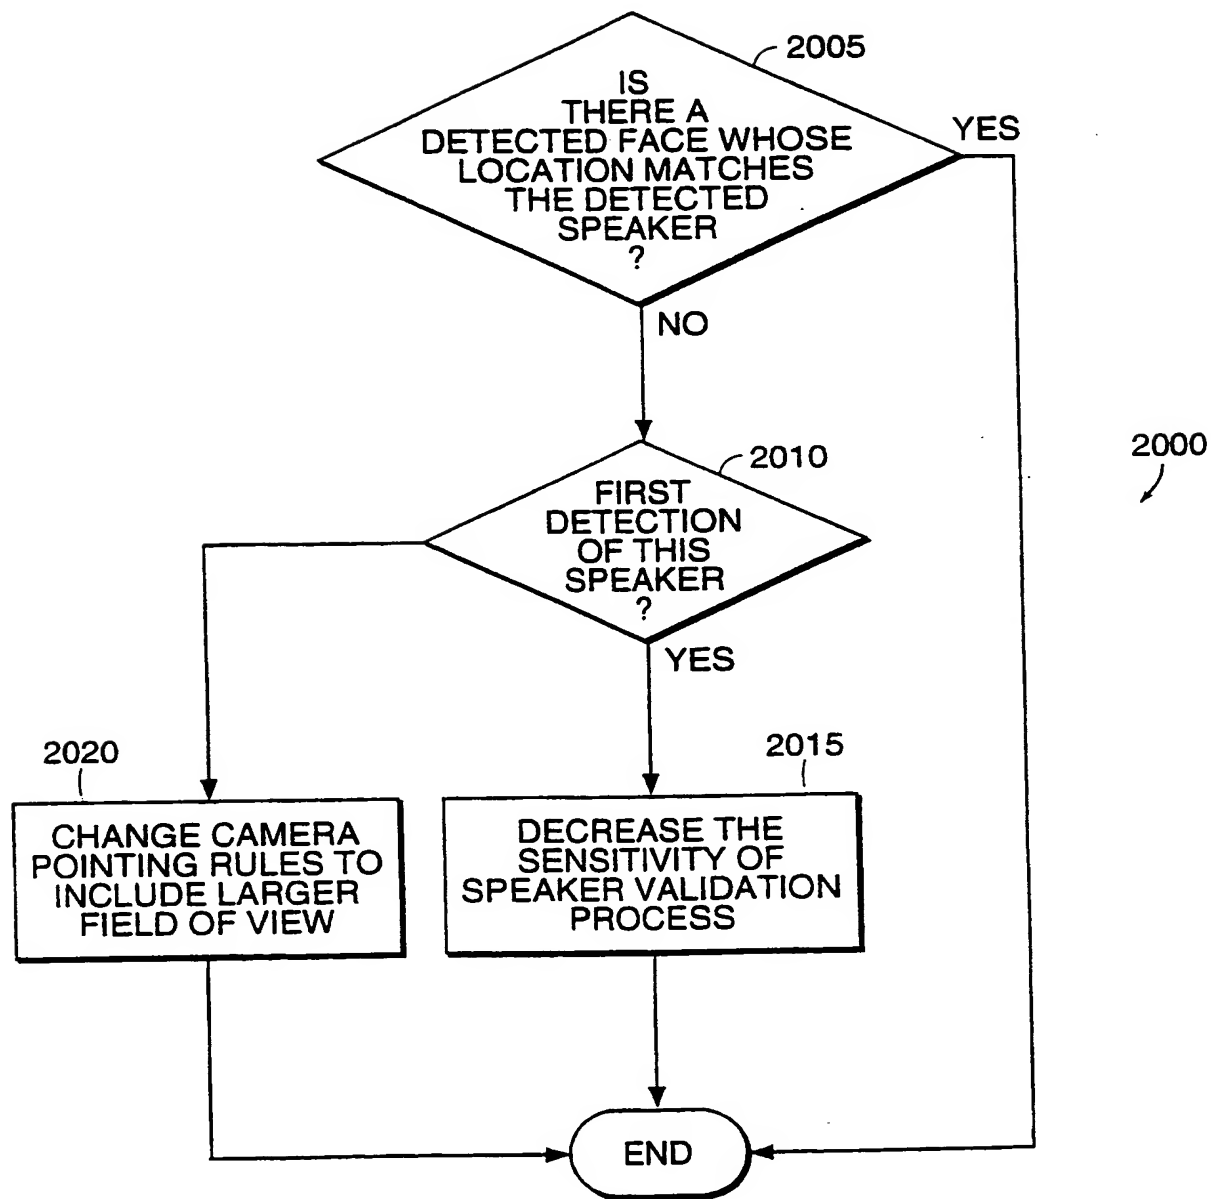 2005
IS
THERE A
DETECTED FACE WHOSE
LOCATION MATCHES
THE DETECTED
SPEAKER
?
YES
NO
2010
FIRST
DETECTION
OF THIS
SPEAKER
?
YES
2000
2020
CHANGE CAMERA
POINTING RULES TO
INCLUDE LARGER
FIELD OF VIEW
2015
DECREASE THE
SENSITIVITY OF
SPEAKER VALIDATION
PROCESS
END